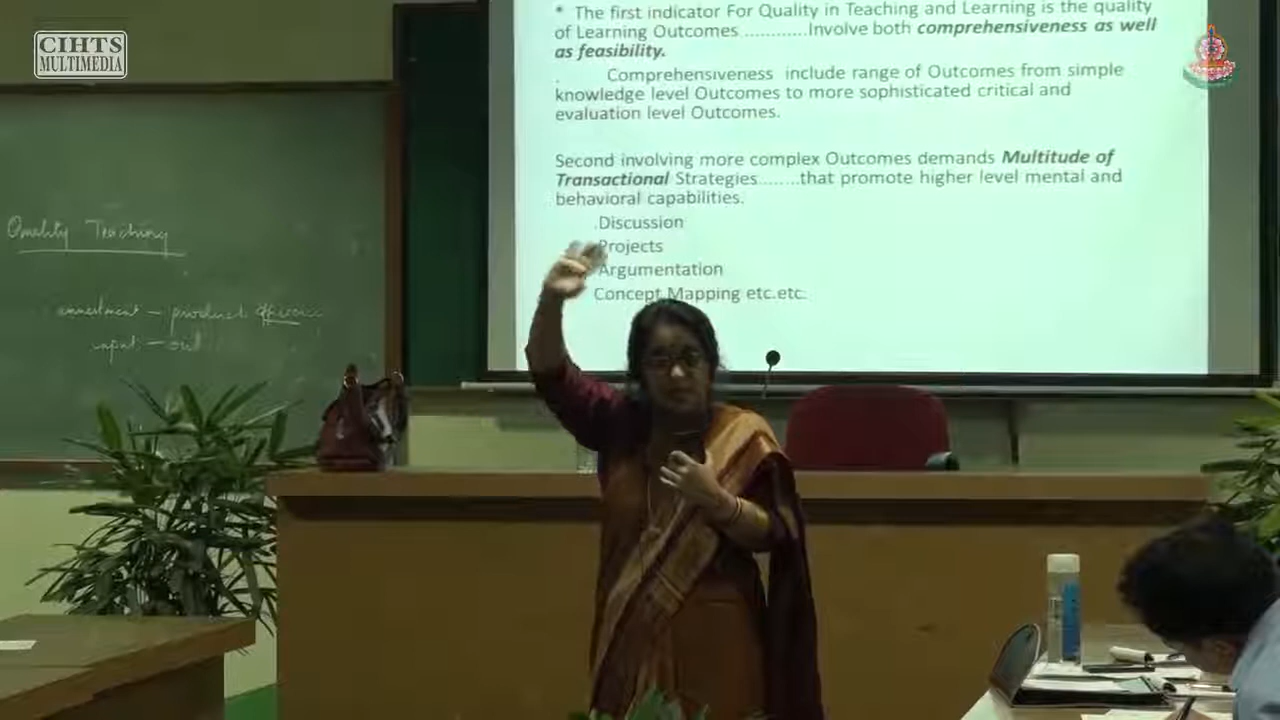 CIHTS
MULTIMEDIA
* The first indicator For Quality in Teaching and Learning is the quality
of Learning Outcomes ............Involve both comprehensiveness as well
as feasibility.
. Comprehensiveness include range of Outcomes from simple
knowledge level Outcomes to more sophisticated critical and
evaluation level Outcomes.
Second involving more complex Outcomes demands Multitude of
Transactional Strategies........that promote higher level mental and
behavioral capabilities.
.Discussion
Projects
Argumentation
Concept Mapping etc.etc.
Quality Teaching
— product
— out